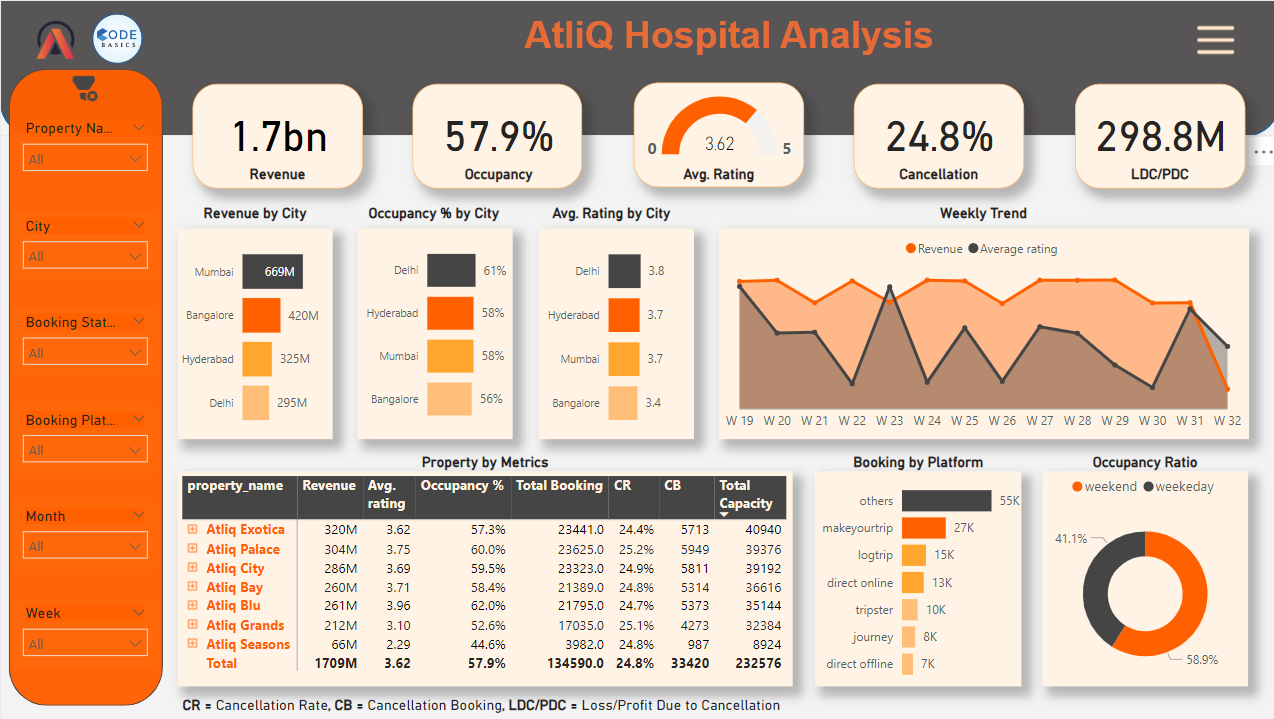 CODE
BASICS
AtliQ Hospital Analysis
Property Na...
All
City
All
Booking Stat...
All
Booking Plat...
All
Month
All
Week
All
1.7bn
Revenue
57.9%
Occupancy
0 3.62 5
Avg. Rating
24.8%
Cancellation
298.8M
LDC/PDC
Revenue by City
Mumbai 669M
Bangalore 420M
Hyderabad 325M
Delhi 295M
Occupancy % by City
Delhi 61%
Hyderabad 58%
Mumbai 58%
Bangalore 56%
Avg. Rating by City
Delhi 3.8
Hyderabad 3.7
Mumbai 3.7
Bangalore 3.4
Weekly Trend
Revenue Average rating
W 19 W 20 W 21 W 22 W 23 W 24 W 25 W 26 W 27 W 28 W 29 W 30 W 31 W 32
Property by Metrics
property_name Revenue Avg. rating Occupancy % Total Booking CR CB Total Capacity
Atliq Exotica 320M 3.62 57.3% 23441.0 24.4% 5713 40940
Atliq Palace 304M 3.75 60.0% 23625.0 25.2% 5949 39376
Atliq City 286M 3.69 59.5% 23323.0 24.9% 5811 39192
Atliq Bay 260M 3.71 58.4% 21389.0 24.8% 5314 36616
Atliq Blu 261M 3.96 62.0% 21795.0 24.7% 5373 35144
Atliq Grands 212M 3.10 52.6% 17035.0 25.1% 4273 32384
Atliq Seasons 66M 2.29 44.6% 3982.0 24.8% 987 8924
Total 1709M 3.62 57.9% 134590.0 24.8% 33420 232576
Booking by Platform
others 55K
makeyourtrip 27K
logtrip 15K
direct online 13K
tripster 10K
journey 8K
direct offline 7K
Occupancy Ratio
weekend weekeday
41.1%
58.9%
CR = Cancellation Rate, CB = Cancellation Booking, LDC/PDC = Loss/Profit Due to Cancellation